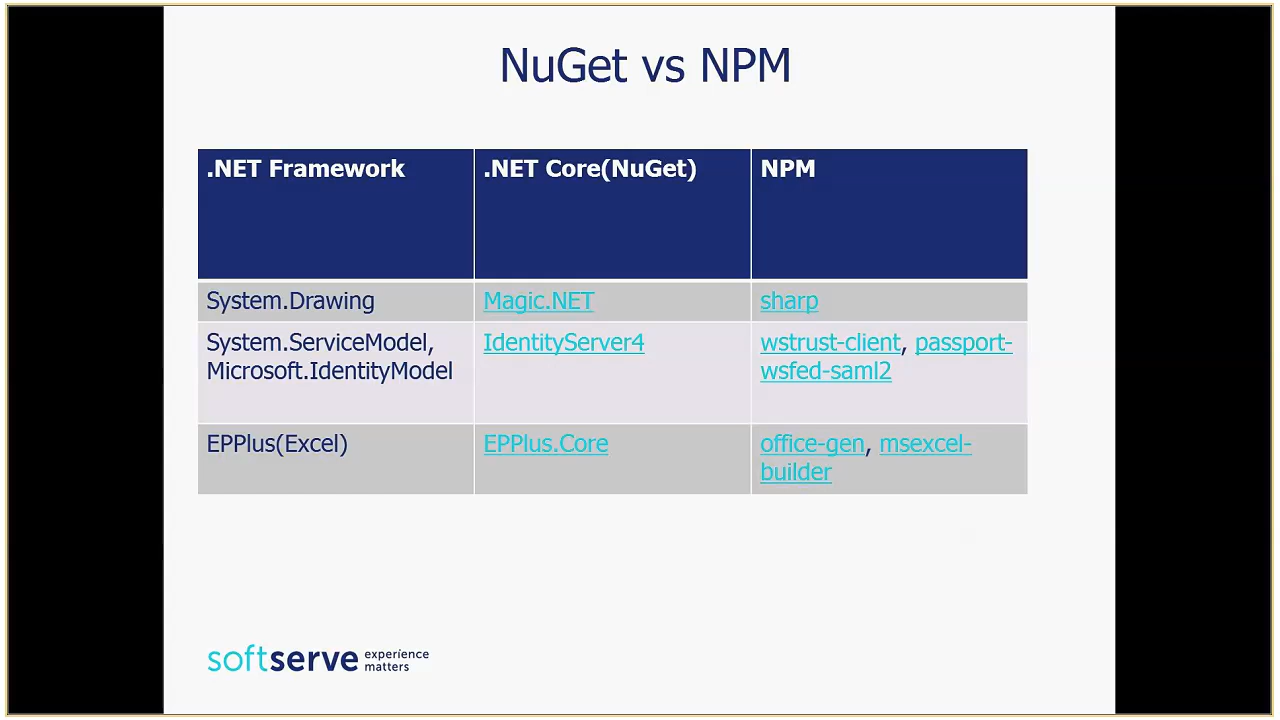 NuGet vs NPM
.NET Framework
.NET Core(NuGet)
NPM
System.Drawing
Magic.NET
sharp
System.ServiceModel,
Microsoft.IdentityModel
IdentityServer4
wstrust-client, passport-
wsfed-saml2
EPPlus(Excel)
EPPlus.Core
office-gen, msexcel-
builder
softserve experience
matters